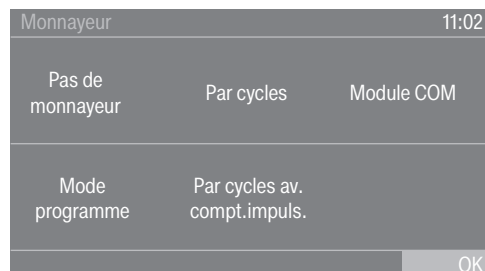 Monnayeur 11:02
Pas de
monnayeur
Par cycles
Module COM
Mode
programme
Par cycles av.
compt.impuls.
OK